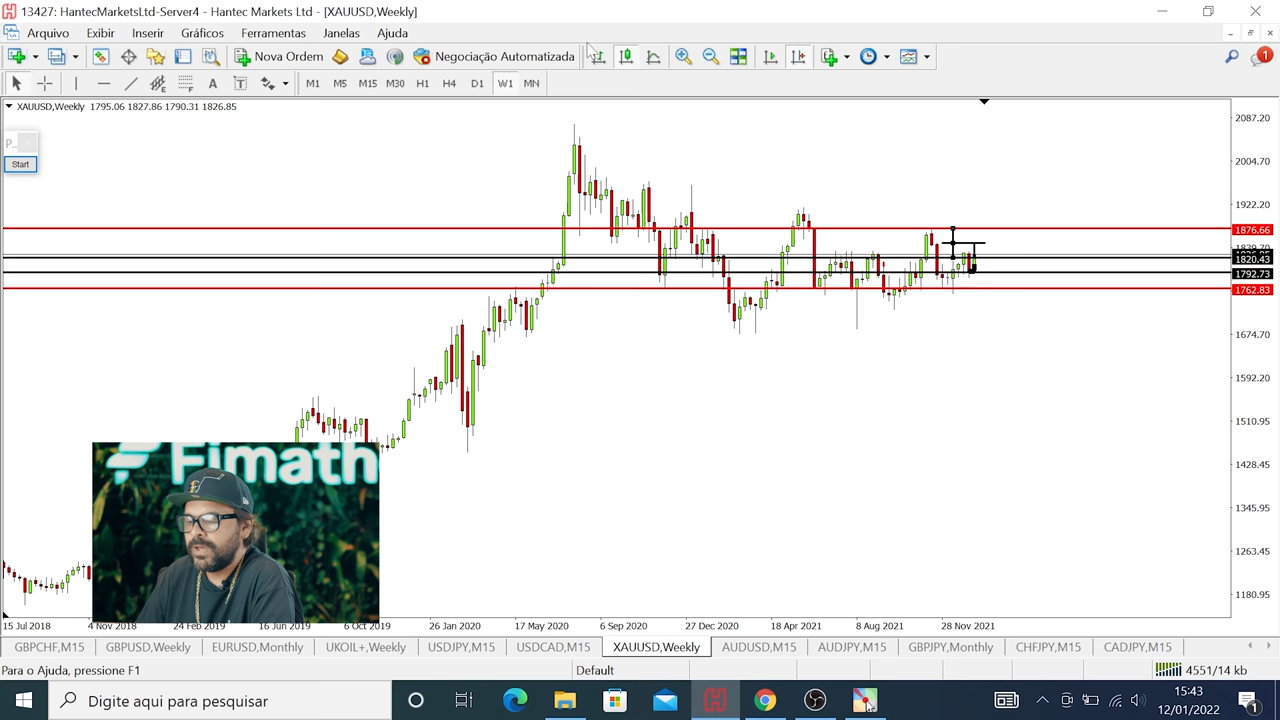 13427: HantecMarketsLtd-Server4 - Hantec Markets Ltd - [XAUUSD,Weekly]
Arquivo Exibir Inserir Gráficos Ferramentas Janelas Ajuda
Nova Ordem Negociação Automatizada
A T M1 M5 M15 M30 H1 H4 D1 W1 MN
XAUUSD,Weekly 1795.06 1827.86 1790.31 1826.85
P...
Start
2087.20
2004.70
1922.20
1876.66
1839.70
1820.43
1792.73
1762.83
1674.70
1592.20
1510.95
1428.45
1345.95
1263.45
1180.95
Fimathe
15 Jul 2018 4 Nov 2018 24 Feb 2019 16 Jun 2019 6 Oct 2019 26 Jan 2020 17 May 2020 6 Sep 2020 27 Dec 2020 18 Apr 2021 8 Aug 2021 28 Nov 2021
GBPCHF,M15 GBPUSD,Weekly EURUSD,Monthly UKOIL+,Weekly USDJPY,M15 USDCAD,M15 XAUUSD,Weekly AUDUSD,M15 AUDJPY,M15 GBPJPY,Monthly CHFJPY,M15 CADJPY,M15
Para o Ajuda, pressione F1 Default 4551/14 kb
Digite aqui para pesquisar
15:43
12/01/2022